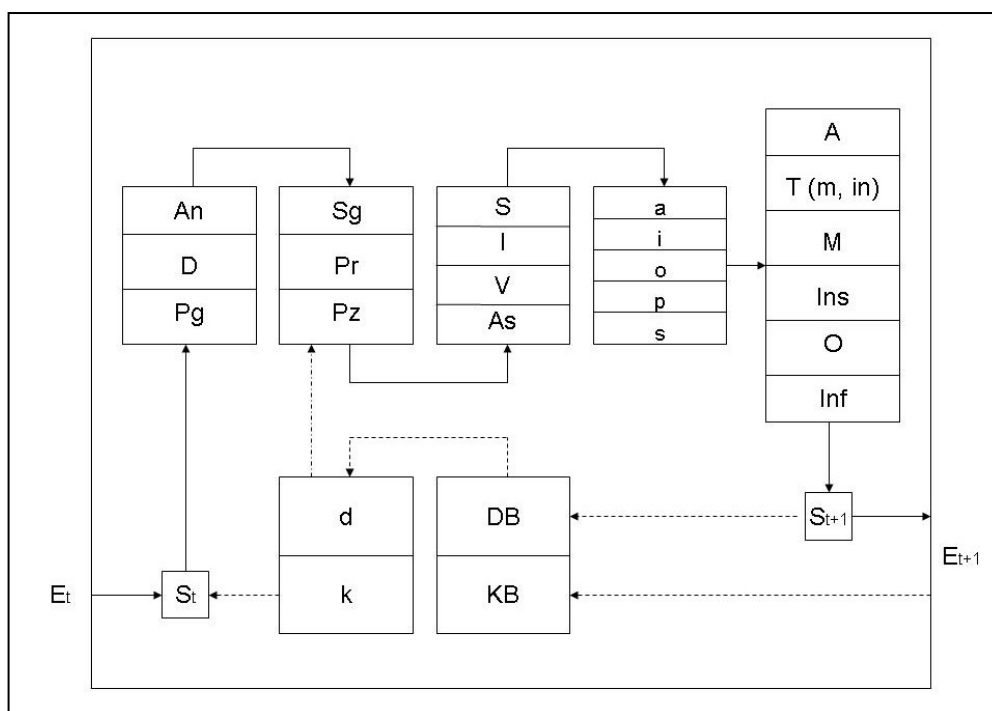 An
D
Pg
Sg
Pr
Pz
S
I
V
As
a
i
o
p
s
A
T (m, in)
M
Ins
O
Inf
d
k
DB
KB
St+1
Et+1
Et
St